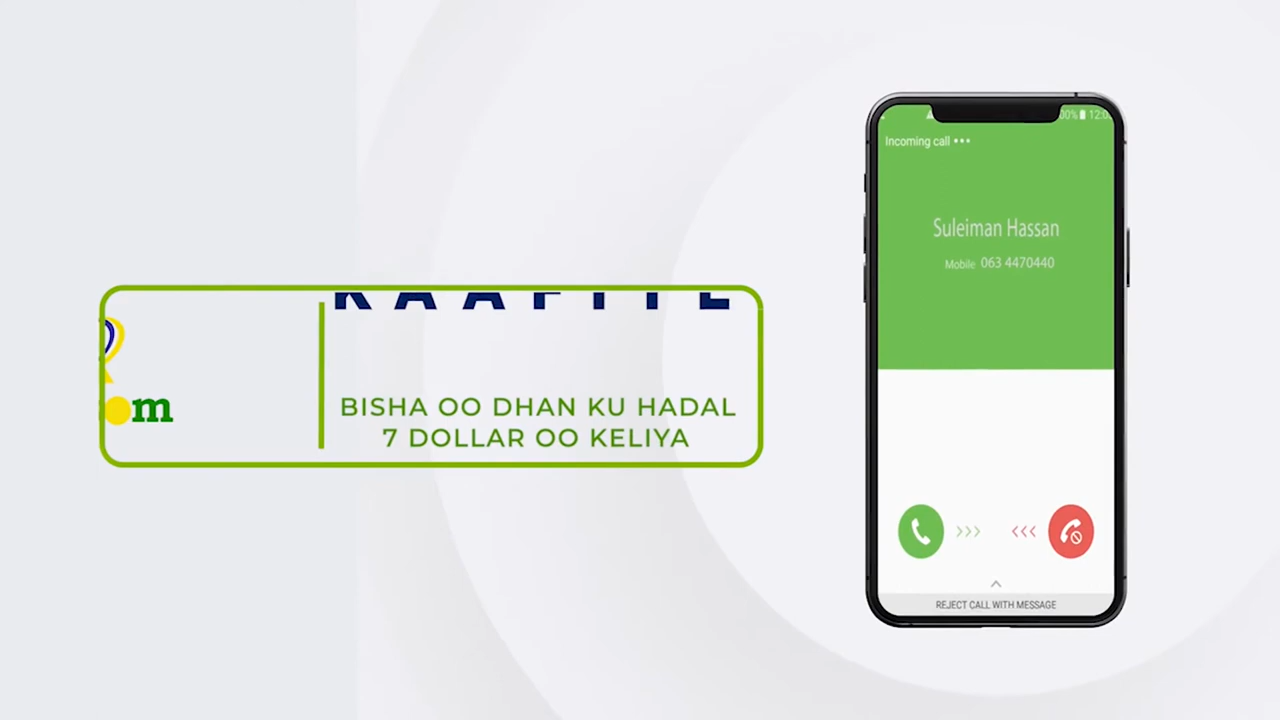 om
BISHA OO DHAN KU HADAL
7 DOLLAR OO KELIYA
Incoming call •••
Suleiman Hassan
Mobile 063 4470440
REJECT CALL WITH MESSAGE